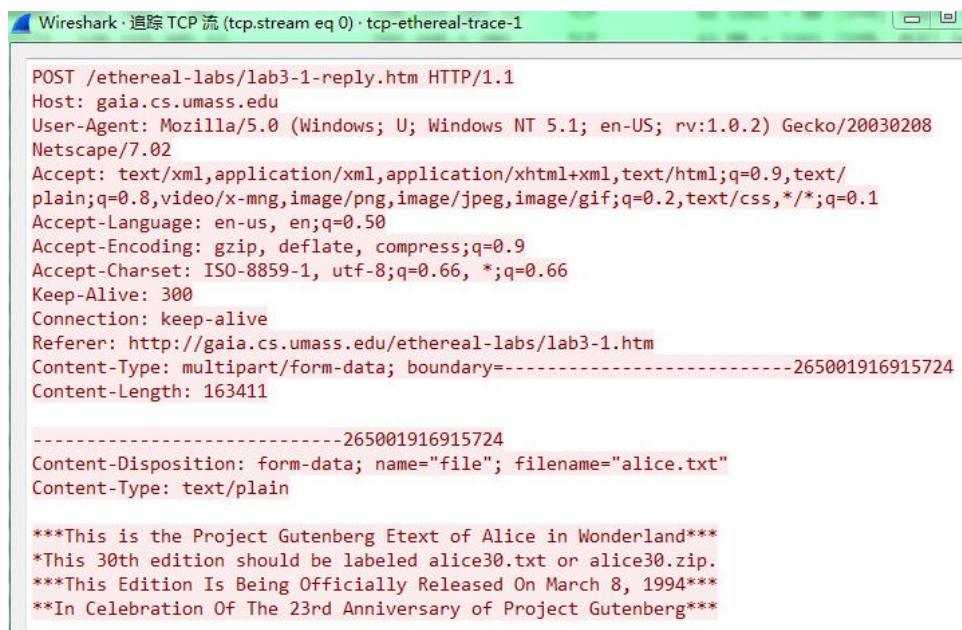 Wireshark · 追踪 TCP 流 (tcp.stream eq 0) · tcp-ethereal-trace-1
POST /ethereal-labs/lab3-1-reply.htm HTTP/1.1
Host: gaia.cs.umass.edu
User-Agent: Mozilla/5.0 (Windows; U; Windows NT 5.1; en-US; rv:1.0.2) Gecko/20030208
Netscape/7.02
Accept: text/xml,application/xml,application/xhtml+xml,text/html;q=0.9,text/
plain;q=0.8,video/x-mng,image/png,image/jpeg,image/gif;q=0.2,text/css,*/*;q=0.1
Accept-Language: en-us, en;q=0.50
Accept-Encoding: gzip, deflate, compress;q=0.9
Accept-Charset: ISO-8859-1, utf-8;q=0.66, *;q=0.66
Keep-Alive: 300
Connection: keep-alive
Referer: http://gaia.cs.umass.edu/ethereal-labs/lab3-1.htm
Content-Type: multipart/form-data; boundary=---------------------------265001916915724
Content-Length: 163411
-----------------------------265001916915724
Content-Disposition: form-data; name="file"; filename="alice.txt"
Content-Type: text/plain
***This is the Project Gutenberg Etext of Alice in Wonderland***
*This 30th edition should be labeled alice30.txt or alice30.zip.
***This Edition Is Being Officially Released On March 8, 1994***
**In Celebration Of The 23rd Anniversary of Project Gutenberg***